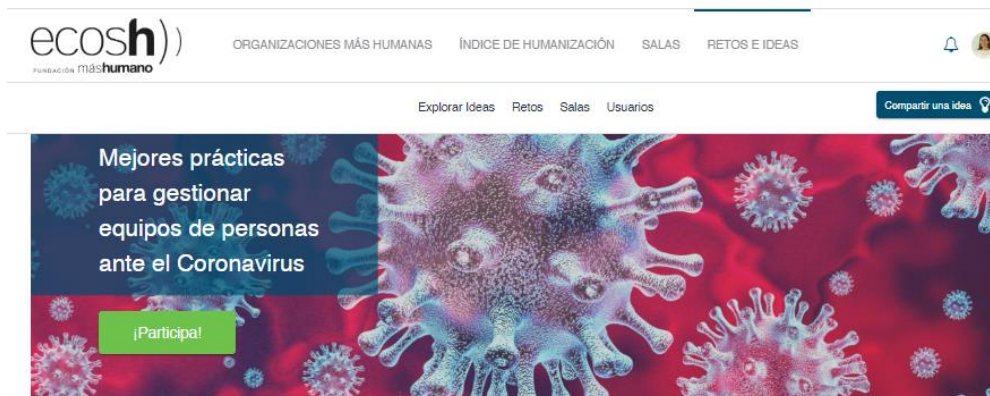 ecosh))
FUNDACIÓN máshumano
ORGANIZACIONES MÁS HUMANAS ÍNDICE DE HUMANIZACIÓN SALAS RETOS E IDEAS
Explorar Ideas Retos Salas Usuarios
Compartir una idea
Mejores prácticas
para gestionar
equipos de personas
ante el Coronavirus
¡Participa!